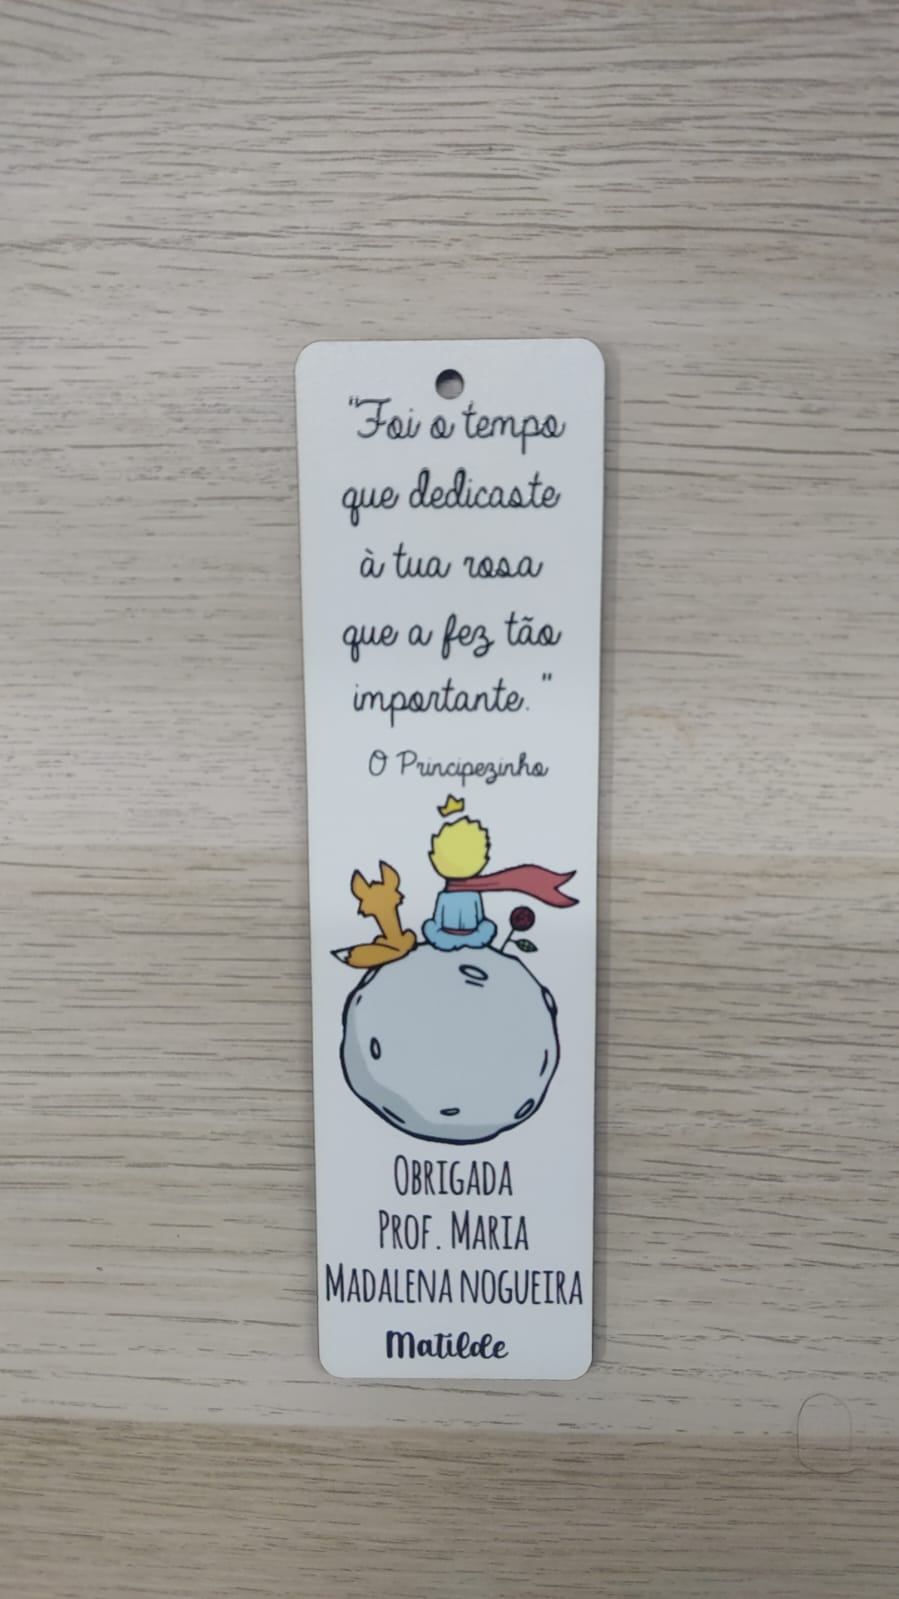 "Foi o tempo
que dedicaste
à tua rosa
que a fez tão
importante."
O Principezinho
OBRIGADA
PROF. MARIA
MADALENA NOGUEIRA
Matilde